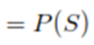 = P(S)